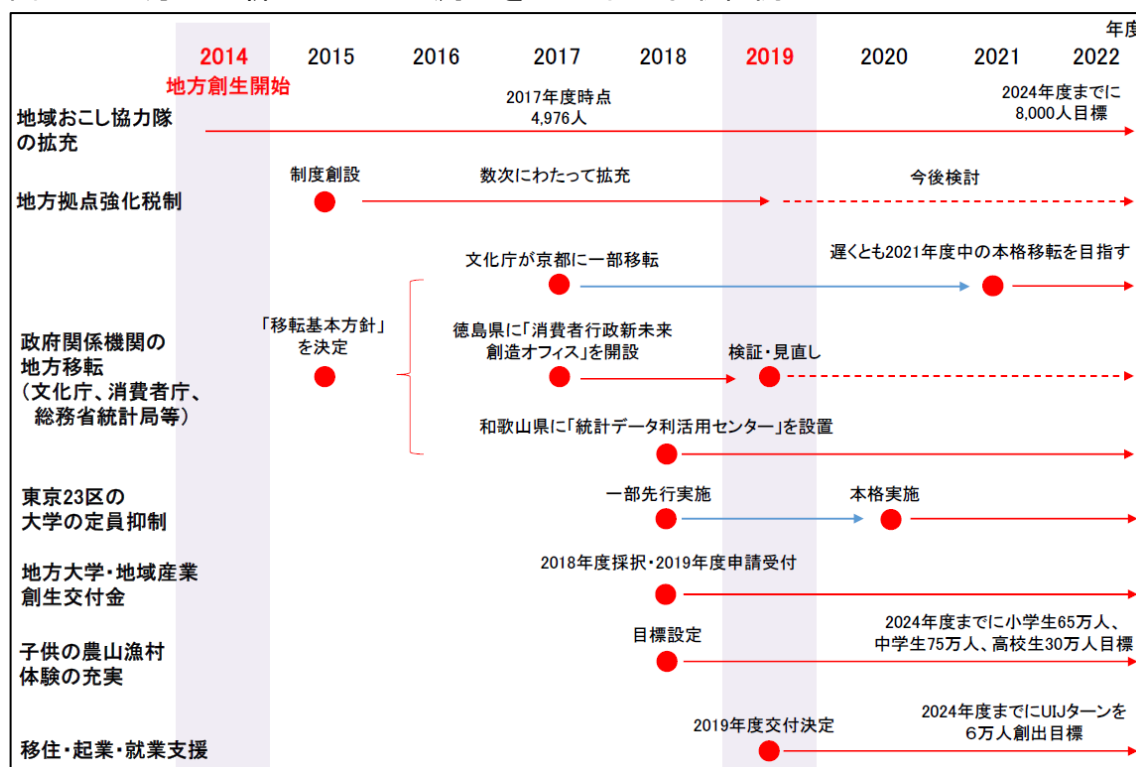 年度
2014
2015
2016
2017
2018
2019
2020
2021
2022
地方創生開始
地域おこし協力隊
の拡充
2017年度時点
4,976人
2024年度までに
8,000人目標
地方拠点強化税制
制度創設
数次にわたって拡充
今後検討
政府関係機関の
地方移転
(文化庁、消費者庁、
総務省統計局等)
「移転基本方針」
を決定
文化庁が京都に一部移転
遅くとも2021年度中の本格移転を目指す
徳島県に「消費者行政新未来
創造オフィス」を開設
検証・見直し
和歌山県に「統計データ利活用センター」を設置
東京23区の
大学の定員抑制
一部先行実施
本格実施
地方大学・地域産業
創生交付金
2018年度採択・2019年度申請受付
子供の農山漁村
体験の充実
目標設定
2024年度までに小学生65万人、
中学生75万人、高校生30万人目標
移住・起業・就業支援
2019年度交付決定
2024年度までにUIJターンを
６万人創出目標